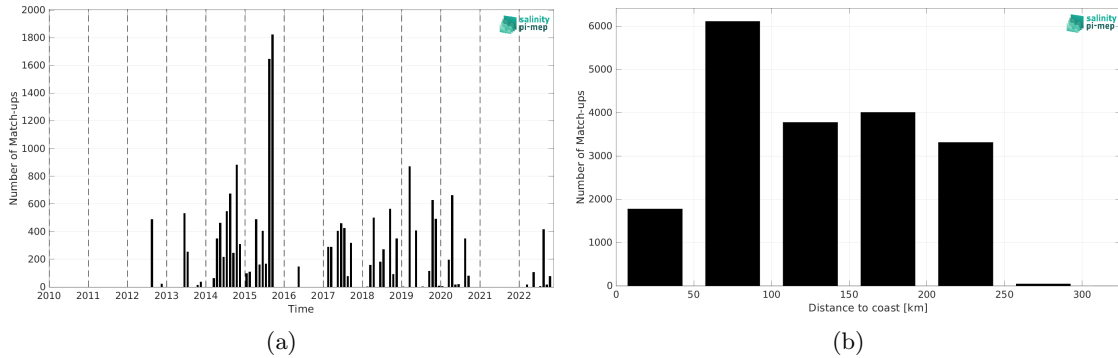 2000
1800
1600
1400
1200
1000
800
600
400
200
0
Number of Match-ups
2010 2011 2012 2013 2014 2015 2016 2017 2018 2019 2020 2021 2022
Time
salinity
pi-mep
(a)
6000
5000
4000
3000
2000
1000
0
Number of Match-ups
0 50 100 150 200 250 300
Distance to coast [km]
salinity
pi-mep
(b)